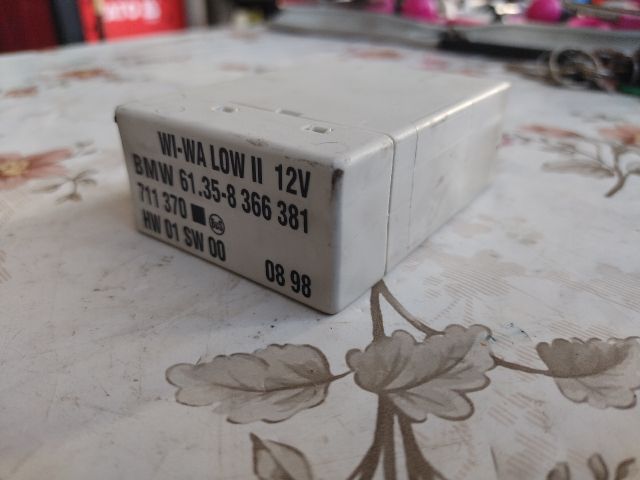 WI-WA LOW II 12V
BMW 61.35-8 366 381
711 370
HW 01 SW 00 08 98